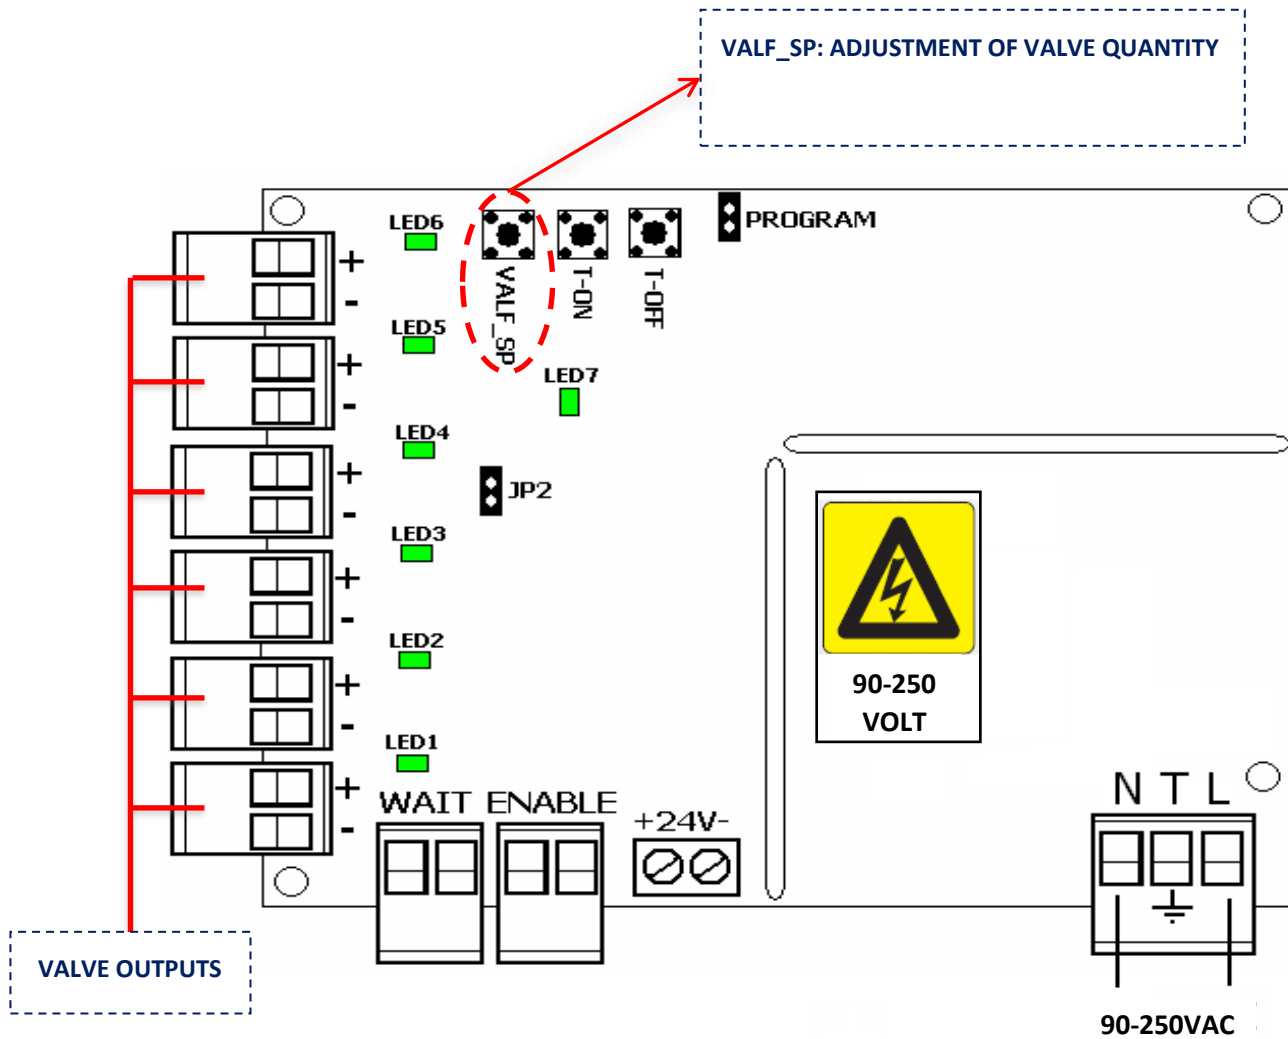 VALF_SP: ADJUSTMENT OF VALVE QUANTITY
LED6
PROGRAM
VALF_SP
T-ON
T-OFF
+
-
LED5
+
-
LED7
LED4
+
-
JP2
LED3
+
-
LED2
+
-
90-250
VOLT
LED1
+
-
WAIT ENABLE
+24V-
N T L
VALVE OUTPUTS
90-250VAC